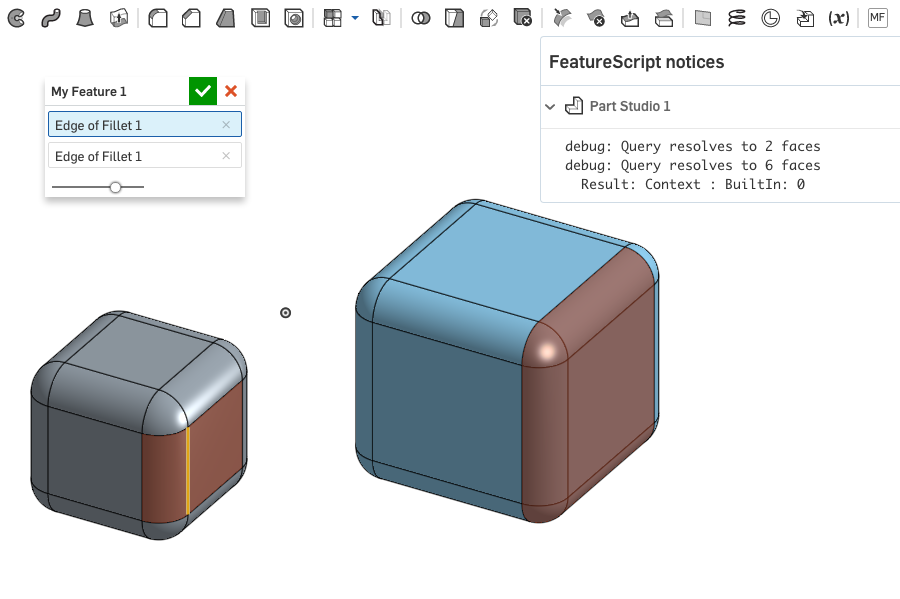 (x)
MF
My Feature 1
Edge of Fillet 1
Edge of Fillet 1
FeatureScript notices
Part Studio 1
debug: Query resolves to 2 faces
debug: Query resolves to 6 faces
Result: Context : BuiltIn: 0